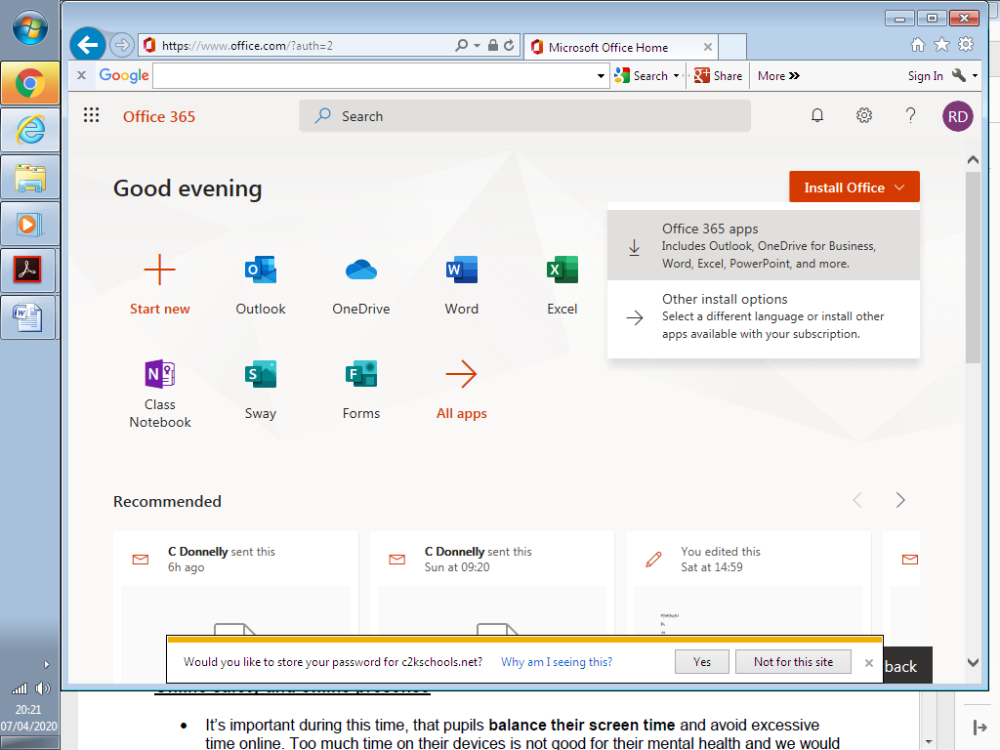 https://www.office.com/?auth=2
Microsoft Office Home
Google
Search
Share
More »
Sign In
Office 365
Search
?
RD
Good evening
Install Office
Office 365 apps
Includes Outlook, OneDrive for Business,
Word, Excel, PowerPoint, and more.
Other install options
Select a different language or install other
apps available with your subscription.
Start new
Outlook
OneDrive
Word
Excel
Class
Notebook
Sway
Forms
All apps
Recommended
C Donnelly sent this
6h ago
C Donnelly sent this
Sun at 09:20
You edited this
Sat at 14:59
Would you like to store your password for c2kschools.net?
Why am I seeing this?
Yes
Not for this site
back
20:21
07/04/2020
Online safety and online presence
• It’s important during this time, that pupils balance their screen time and avoid excessive
time online. Too much time on their devices is not good for their mental health and we would